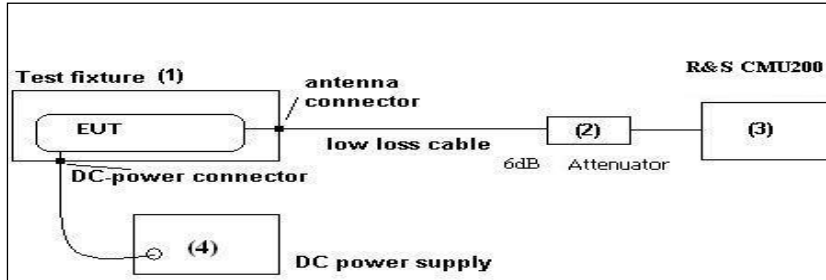 R&S CMU200
Test fixture (1)
antenna
connector
EUT
(2)
(3)
low loss cable
6dB Attenuator
DC-power connector
(4)
DC power supply